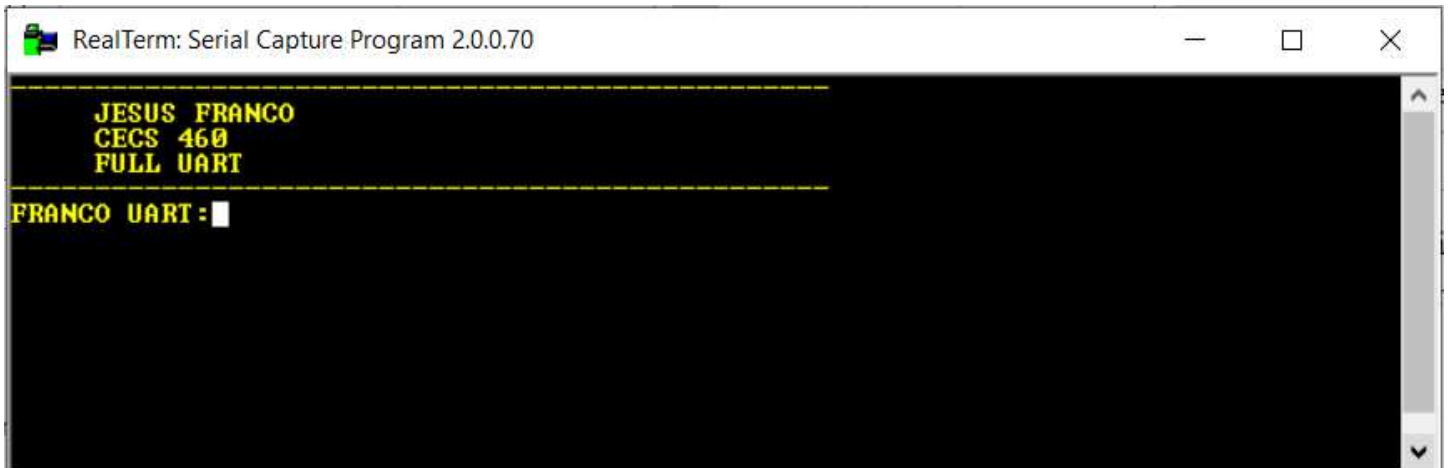 RealTerm: Serial Capture Program 2.0.0.70
-------------------------------------------------
JESUS FRANCO
CECS 460
FULL UART
-------------------------------------------------
FRANCO UART: